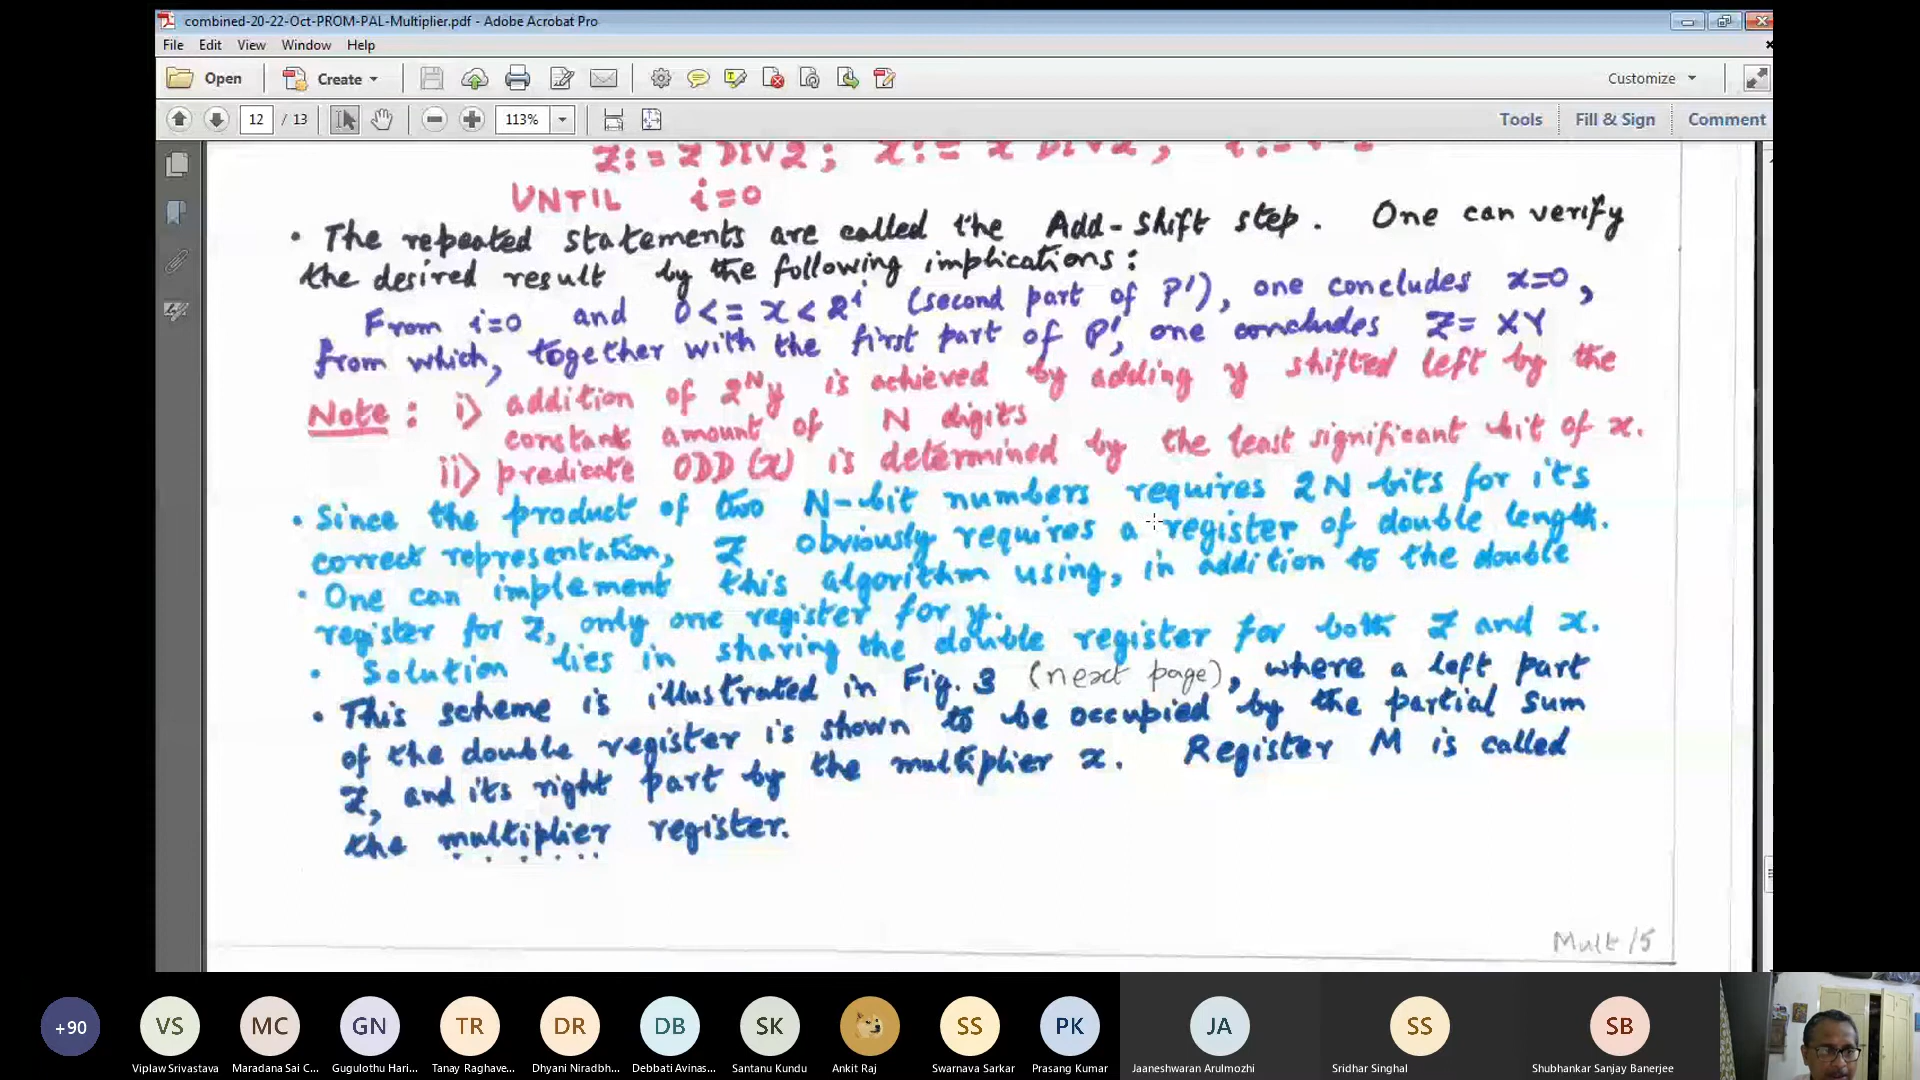 combined-20-22-Oct-PROM-PAL-Multiplier.pdf - Adobe Acrobat Pro
File Edit View Window Help
Open Create Customize
12 / 13 113% Tools Fill & Sign Comment
Z:= Z DIV 2; x:= x DIV 2;
UNTIL i=0
• The repeated statements are called the Add-shift step. One can verify
the desired result by the following implications:
From i=0 and 0<= x < 2^i (second part of P'), one concludes x=0,
from which, together with the first part of P', one concludes Z= XY
Note: i> addition of 2^N y is achieved by adding y shifted left by the
constant amount of N digits
ii> predicate ODD(x) is determined by the least significant bit of x.
• Since the product of two N-bit numbers requires 2N bits for its
correct representation, Z obviously requires a register of double length.
• One can implement this algorithm using, in addition to the double
register for Z, only one register for y.
• Solution lies in sharing the double register for both Z and x.
• This scheme is illustrated in Fig. 3 (next page), where a left part
of the double register is shown to be occupied by the partial sum
Z, and its right part by the multiplier x. Register M is called
the multiplier register.
Mult/5
+90 VS MC GN TR DR DB SK SS PK JA SS SB
Viplaw Srivastava Maradana Sai C... Gugulothu Hari... Tanay Raghave... Dhyani Niradbh... Debbati Avinas... Santanu Kundu Ankit Raj Swarnava Sarkar Prasang Kumar Jaaneshwaran Arulmozhi Sridhar Singhal Shubhankar Sanjay Banerjee